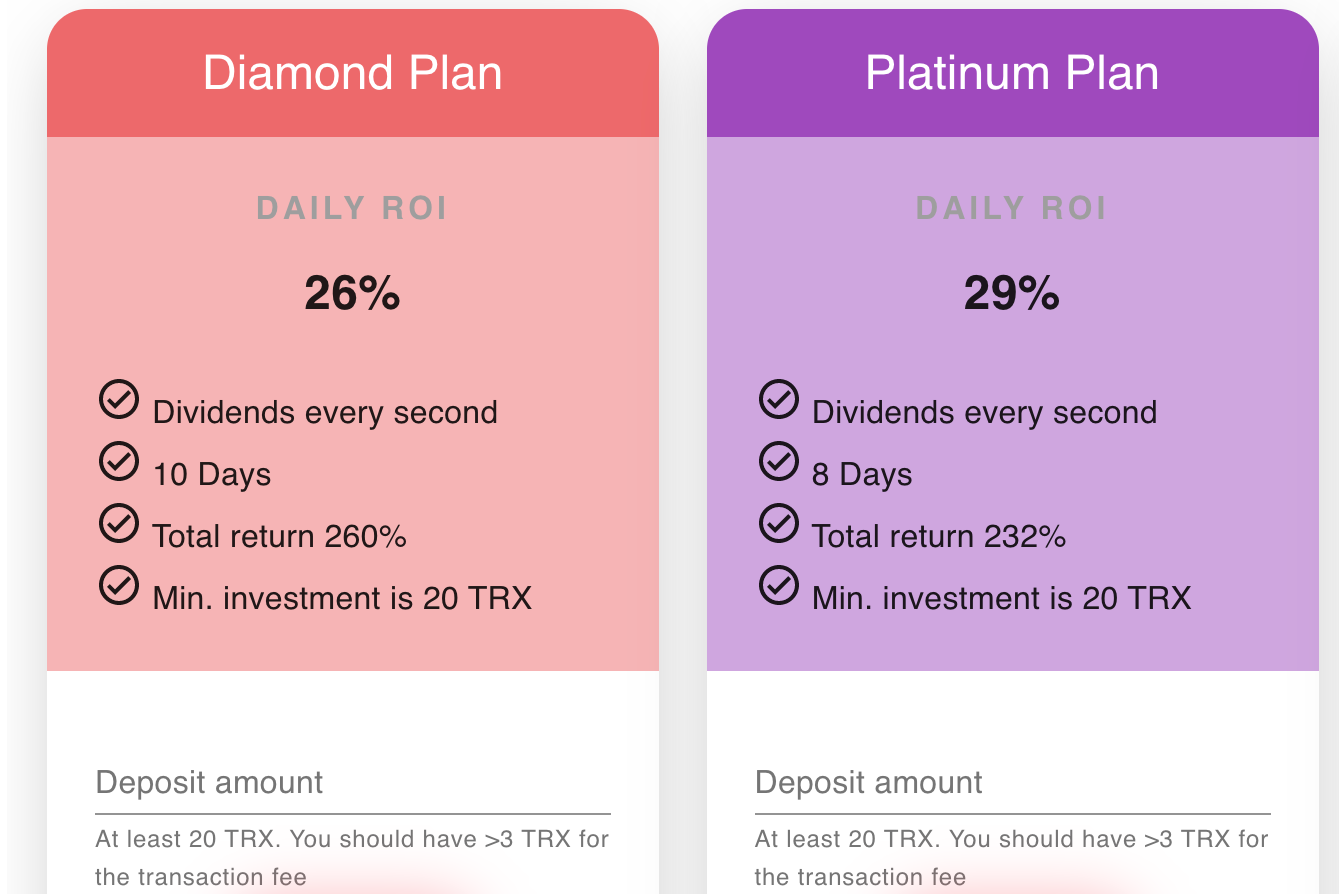 Diamond Plan
DAILY ROI
26%
Dividends every second
10 Days
Total return 260%
Min. investment is 20 TRX
Deposit amount
At least 20 TRX. You should have >3 TRX for
the transaction fee
Platinum Plan
DAILY ROI
29%
Dividends every second
8 Days
Total return 232%
Min. investment is 20 TRX
Deposit amount
At least 20 TRX. You should have >3 TRX for
the transaction fee